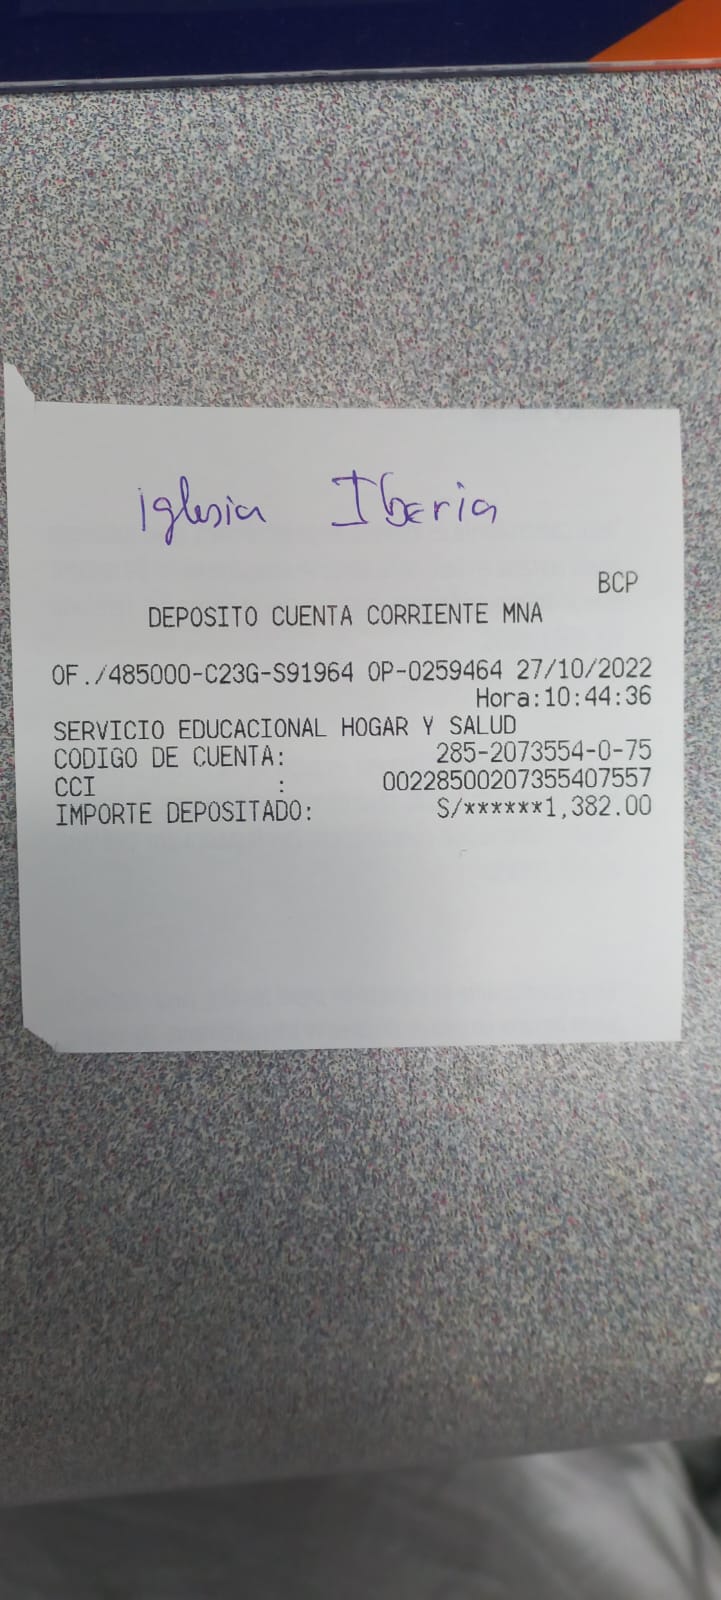 Iglesia Iberia
BCP
DEPOSITO CUENTA CORRIENTE MNA
OF./485000-C23G-S91964 OP-0259464 27/10/2022
Hora:10:44:36
SERVICIO EDUCACIONAL HOGAR Y SALUD
CODIGO DE CUENTA: 285-2073554-0-75
CCI : 00228500207355407557
IMPORTE DEPOSITADO: S/******1,382.00